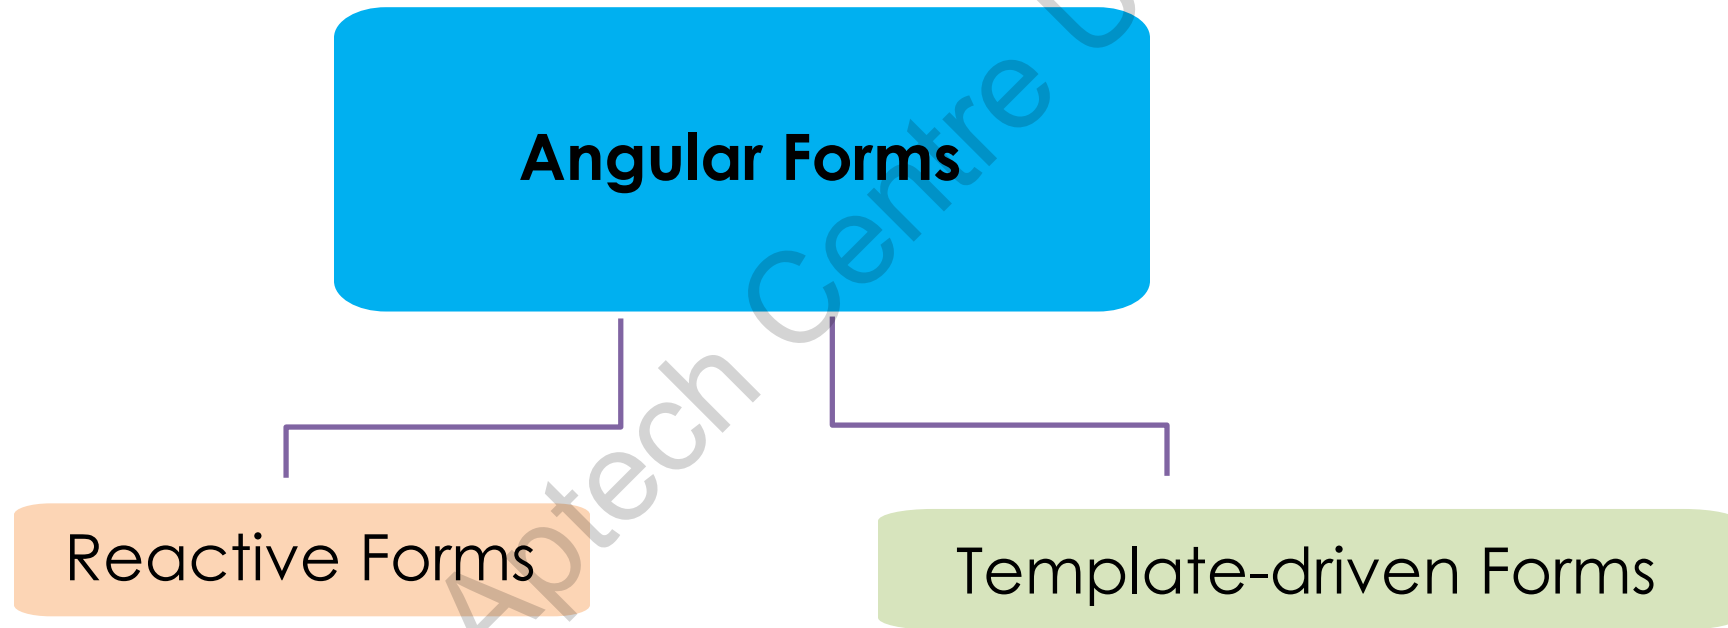 Angular Forms
Reactive Forms
Template-driven Forms
Aptech Centre